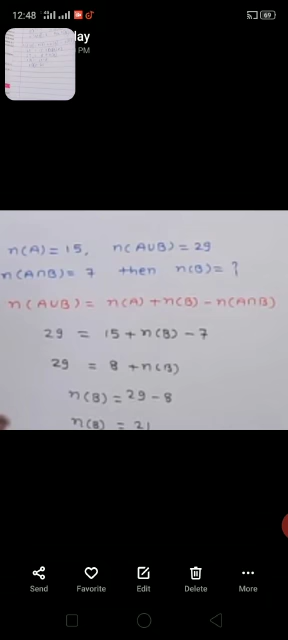 12:48
69
lay
PM
n(A) = 15, n(A∪B) = 29
n(A∩B) = 7 then n(B) = ?
n(A∪B) = n(A) + n(B) - n(A∩B)
29 = 15 + n(B) - 7
29 = 8 + n(B)
n(B) = 29 - 8
n(B) = 21
Send Favorite Edit Delete More